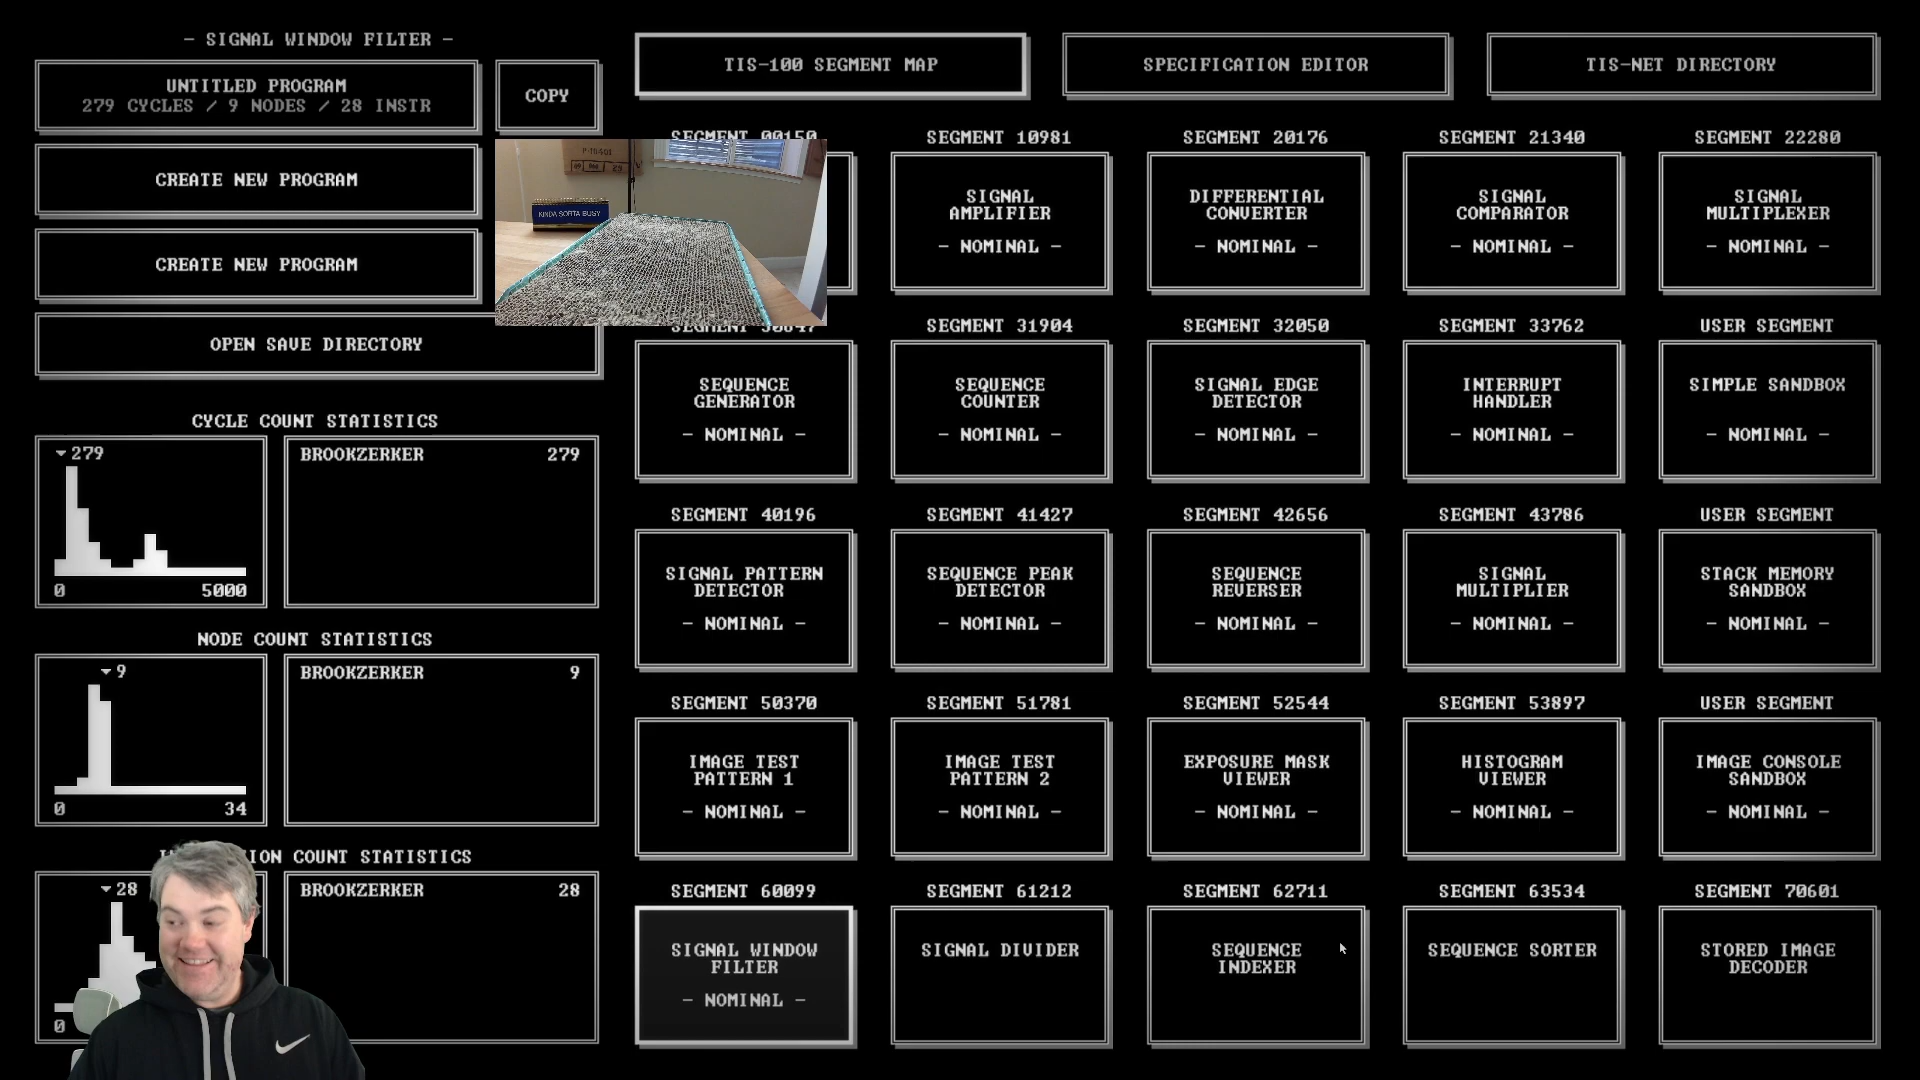 - SIGNAL WINDOW FILTER -
UNTITLED PROGRAM
279 CYCLES / 9 NODES / 28 INSTR
COPY
CREATE NEW PROGRAM
CREATE NEW PROGRAM
OPEN SAVE DIRECTORY
CYCLE COUNT STATISTICS
279
0 5000
BROOKZERKER 279
NODE COUNT STATISTICS
9
0 34
BROOKZERKER 9
ION COUNT STATISTICS
28
0
BROOKZERKER 28
TIS-100 SEGMENT MAP
SPECIFICATION EDITOR
TIS-NET DIRECTORY
KINDA SORTA BUSY
SEGMENT 00150
SEGMENT 10981
SIGNAL
AMPLIFIER
- NOMINAL -
SEGMENT 20176
DIFFERENTIAL
CONVERTER
- NOMINAL -
SEGMENT 21340
SIGNAL
COMPARATOR
- NOMINAL -
SEGMENT 22280
SIGNAL
MULTIPLEXER
- NOMINAL -
SEGMENT
SEQUENCE
GENERATOR
- NOMINAL -
SEGMENT 31904
SEQUENCE
COUNTER
- NOMINAL -
SEGMENT 32050
SIGNAL EDGE
DETECTOR
- NOMINAL -
SEGMENT 33762
INTERRUPT
HANDLER
- NOMINAL -
USER SEGMENT
SIMPLE SANDBOX
- NOMINAL -
SEGMENT 40196
SIGNAL PATTERN
DETECTOR
- NOMINAL -
SEGMENT 41427
SEQUENCE PEAK
DETECTOR
- NOMINAL -
SEGMENT 42656
SEQUENCE
REVERSER
- NOMINAL -
SEGMENT 43786
SIGNAL
MULTIPLIER
- NOMINAL -
USER SEGMENT
STACK MEMORY
SANDBOX
- NOMINAL -
SEGMENT 50370
IMAGE TEST
PATTERN 1
- NOMINAL -
SEGMENT 51781
IMAGE TEST
PATTERN 2
- NOMINAL -
SEGMENT 52544
EXPOSURE MASK
VIEWER
- NOMINAL -
SEGMENT 53897
HISTOGRAM
VIEWER
- NOMINAL -
USER SEGMENT
IMAGE CONSOLE
SANDBOX
- NOMINAL -
SEGMENT 60099
SIGNAL WINDOW
FILTER
- NOMINAL -
SEGMENT 61212
SIGNAL DIVIDER
SEGMENT 62711
SEQUENCE
INDEXER
SEGMENT 63534
SEQUENCE SORTER
SEGMENT 70601
STORED IMAGE
DECODER